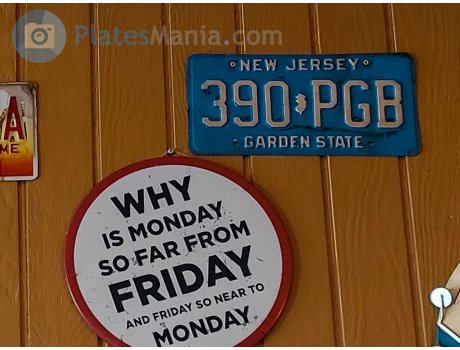 PlatesMania.com
NEW JERSEY
390 PGB
GARDEN STATE
A
ME
WHY
IS MONDAY
SO FAR FROM
FRIDAY
AND FRIDAY SO NEAR TO
MONDAY